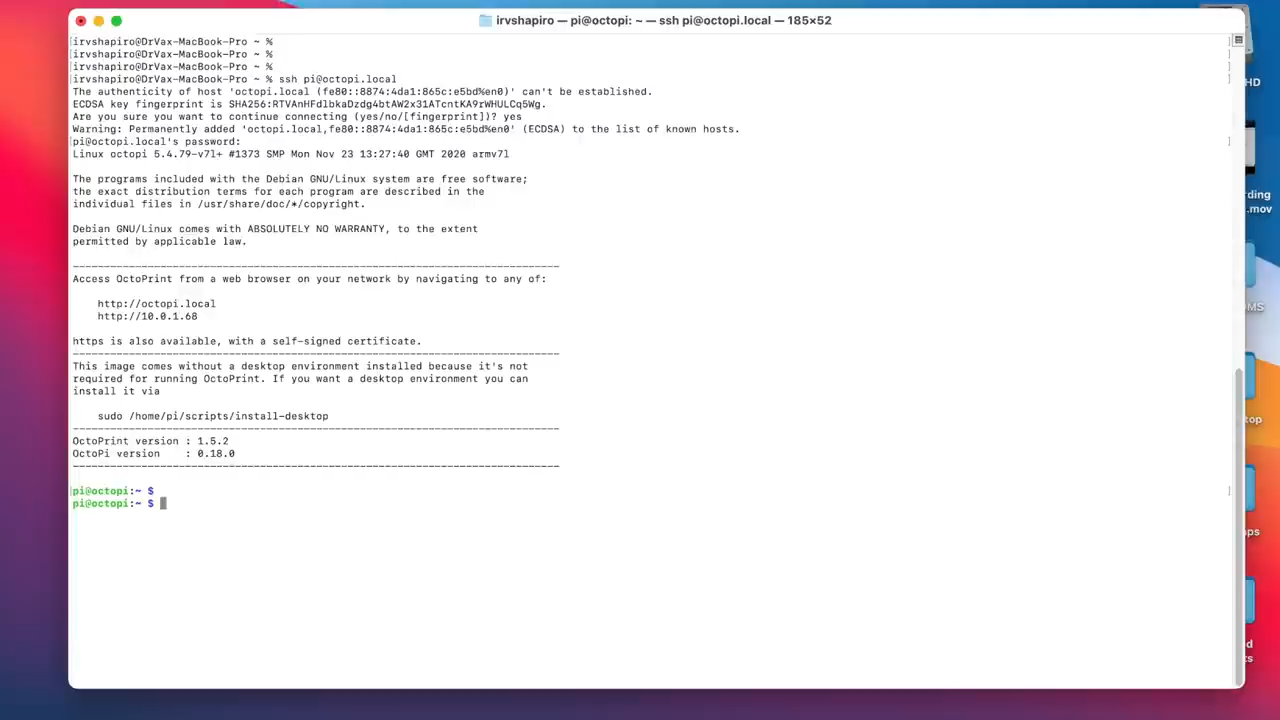 irvshapiro — pi@octopi: ~ — ssh pi@octopi.local — 185×52
irvshapiro@DrVax-MacBook-Pro ~ %
irvshapiro@DrVax-MacBook-Pro ~ %
irvshapiro@DrVax-MacBook-Pro ~ %
irvshapiro@DrVax-MacBook-Pro ~ % ssh pi@octopi.local
The authenticity of host 'octopi.local (fe80::8874:4da1:865c:e5bd%en0)' can't be established.
ECDSA key fingerprint is SHA256:RTVAnHFdlbkaDzdg4btAW2x31ATcntKA9rWHULCq5Wg.
Are you sure you want to continue connecting (yes/no/[fingerprint])? yes
Warning: Permanently added 'octopi.local,fe80::8874:4da1:865c:e5bd%en0' (ECDSA) to the list of known hosts.
pi@octopi.local's password:
Linux octopi 5.4.79-v7l+ #1373 SMP Mon Nov 23 13:27:40 GMT 2020 armv7l
The programs included with the Debian GNU/Linux system are free software;
the exact distribution terms for each program are described in the
individual files in /usr/share/doc/*/copyright.
Debian GNU/Linux comes with ABSOLUTELY NO WARRANTY, to the extent
permitted by applicable law.
Access OctoPrint from a web browser on your network by navigating to any of:
http://octopi.local
http://10.0.1.68
https is also available, with a self-signed certificate.
This image comes without a desktop environment installed because it's not
required for running OctoPrint. If you want a desktop environment you can
install it via
sudo /home/pi/scripts/install-desktop
OctoPrint version : 1.5.2
OctoPi version : 0.18.0
pi@octopi:~ $
pi@octopi:~ $
HD
rding
.mov
MS
top
ps
d
ts